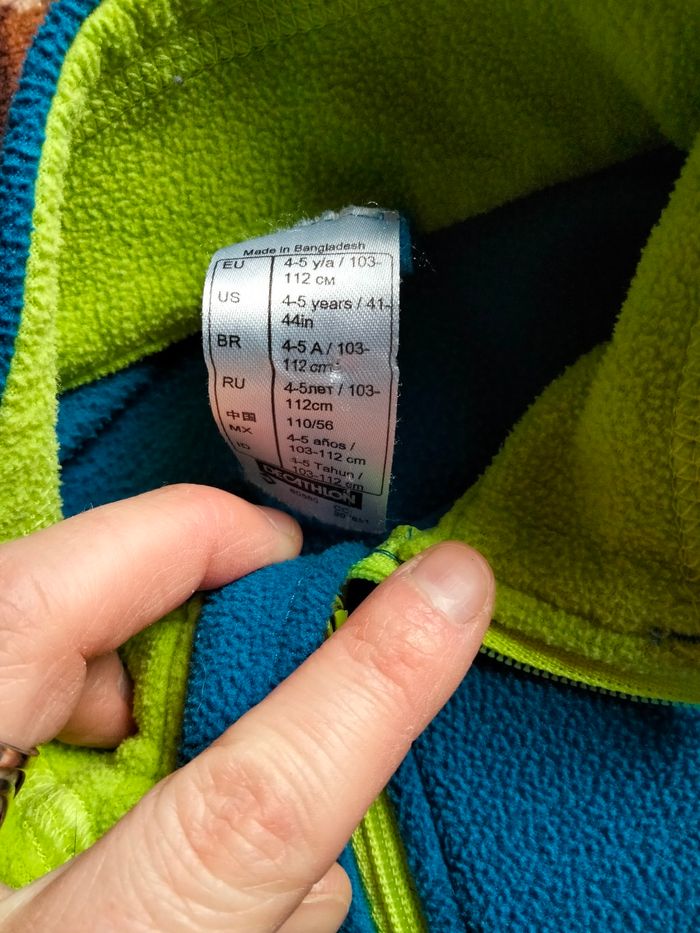 Made in Bangladesh
EU 4-5 y/a / 103-
112 см
US 4-5 years / 41-
44in
BR 4-5 A / 103-
112 cm
RU 4-5лет / 103-
112cm
中国 110/56
MX 4-5 años /
103-112 cm
ID 4-5 Tahun /
103-112 cm
DECATHLON